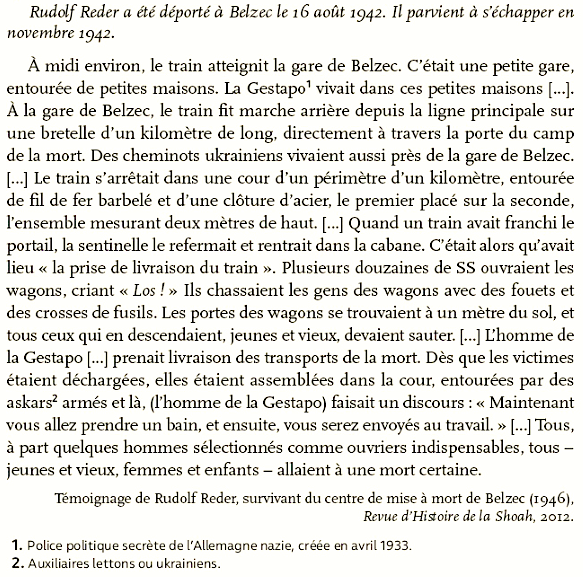 Rudolf Reder a été déporté à Belzec le 16 août 1942. Il parvient à s'échapper en
novembre 1942.
À midi environ, le train atteignit la gare de Belzec. C'était une petite gare,
entourée de petites maisons. La Gestapo¹ vivait dans ces petites maisons [...].
À la gare de Belzec, le train fit marche arrière depuis la ligne principale sur
une bretelle d'un kilomètre de long, directement à travers la porte du camp
de la mort. Des cheminots ukrainiens vivaient aussi près de la gare de Belzec.
[...] Le train s'arrêtait dans une cour d'un périmètre d'un kilomètre, entourée
de fil de fer barbelé et d'une clôture d'acier, le premier placé sur la seconde,
l'ensemble mesurant deux mètres de haut. [...] Quand un train avait franchi le
portail, la sentinelle le refermait et rentrait dans la cabane. C'était alors qu'avait
lieu « la prise de livraison du train ». Plusieurs douzaines de SS ouvraient les
wagons, criant « Los ! » Ils chassaient les gens des wagons avec des fouets et
des crosses de fusils. Les portes des wagons se trouvaient à un mètre du sol, et
tous ceux qui en descendaient, jeunes et vieux, devaient sauter. [...] L'homme de
la Gestapo [...] prenait livraison des transports de la mort. Dès que les victimes
étaient déchargées, elles étaient assemblées dans la cour, entourées par des
askars² armés et là, (l'homme de la Gestapo) faisait un discours : « Maintenant
vous allez prendre un bain, et ensuite, vous serez envoyés au travail. » [...] Tous,
à part quelques hommes sélectionnés comme ouvriers indispensables, tous –
jeunes et vieux, femmes et enfants – allaient à une mort certaine.
Témoignage de Rudolf Reder, survivant du centre de mise à mort de Belzec (1946),
Revue d'Histoire de la Shoah, 2012.
1. Police politique secrète de l'Allemagne nazie, créée en avril 1933.
2. Auxiliaires lettons ou ukrainiens.